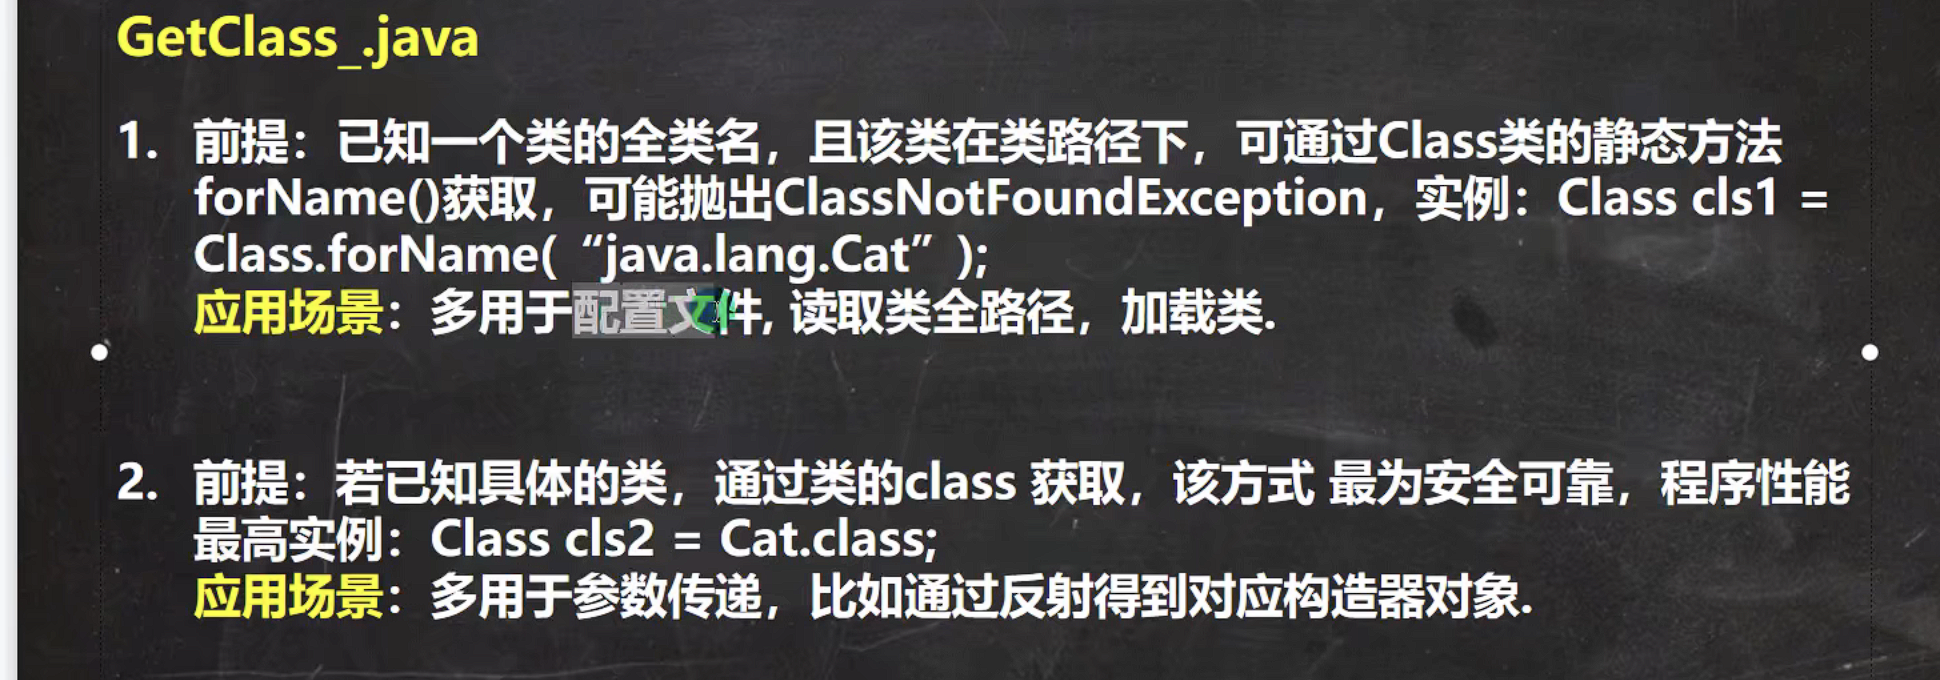 GetClass_.java
1. 前提：已知一个类的全类名，且该类在类路径下，可通过Class类的静态方法
forName()获取，可能抛出ClassNotFoundException，实例：Class cls1 =
Class.forName( “java.lang.Cat” );
应用场景：多用于配置文件, 读取类全路径，加载类.
2. 前提：若已知具体的类，通过类的class 获取，该方式 最为安全可靠，程序性能
最高实例：Class cls2 = Cat.class;
应用场景：多用于参数传递，比如通过反射得到对应构造器对象.